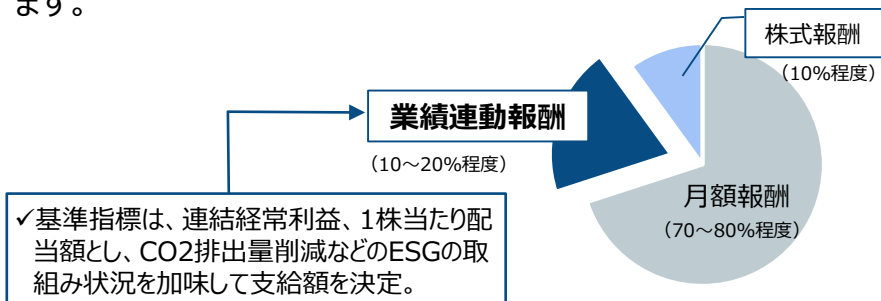 ます。
株式報酬
（10%程度）
業績連動報酬
（10～20%程度）
月額報酬
（70～80%程度）
✓基準指標は、連結経常利益、1株当たり配
当額とし、CO2排出量削減などのESGの取
組み状況を加味して支給額を決定。